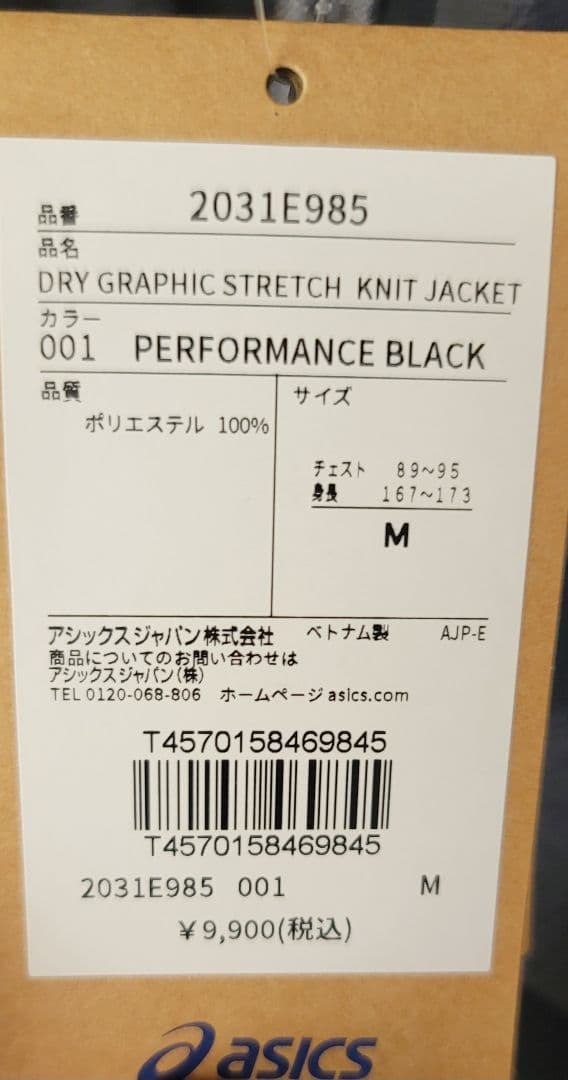 品番 2031E985
品名
DRY GRAPHIC STRETCH KNIT JACKET
カラー
001 PERFORMANCE BLACK
品質
ポリエステル 100%
サイズ
チェスト 89～95
身長 167～173
M
アシックスジャパン株式会社 ベトナム製 AJP-E
商品についてのお問い合わせは
アシックスジャパン(株)
TEL 0120-068-806 ホームページ asics.com
T4570158469845
T4570158469845
2031E985 001 M
¥9,900(税込)
asics